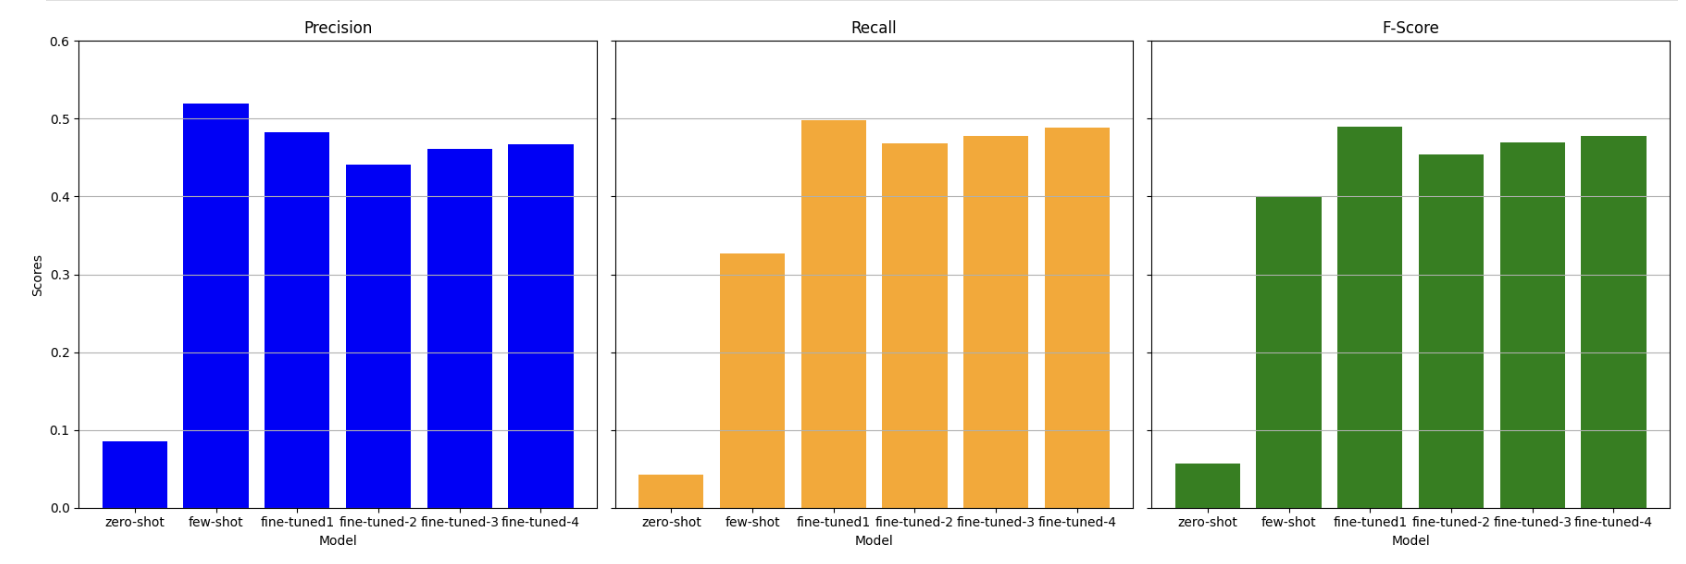 Precision
Recall
F-Score
0.6
0.5
0.4
0.3
0.2
0.1
0.0
Scores
zero-shot few-shot fine-tuned1 fine-tuned-2 fine-tuned-3 fine-tuned-4
Model
zero-shot few-shot fine-tuned1 fine-tuned-2 fine-tuned-3 fine-tuned-4
Model
zero-shot few-shot fine-tuned1 fine-tuned-2 fine-tuned-3 fine-tuned-4
Model